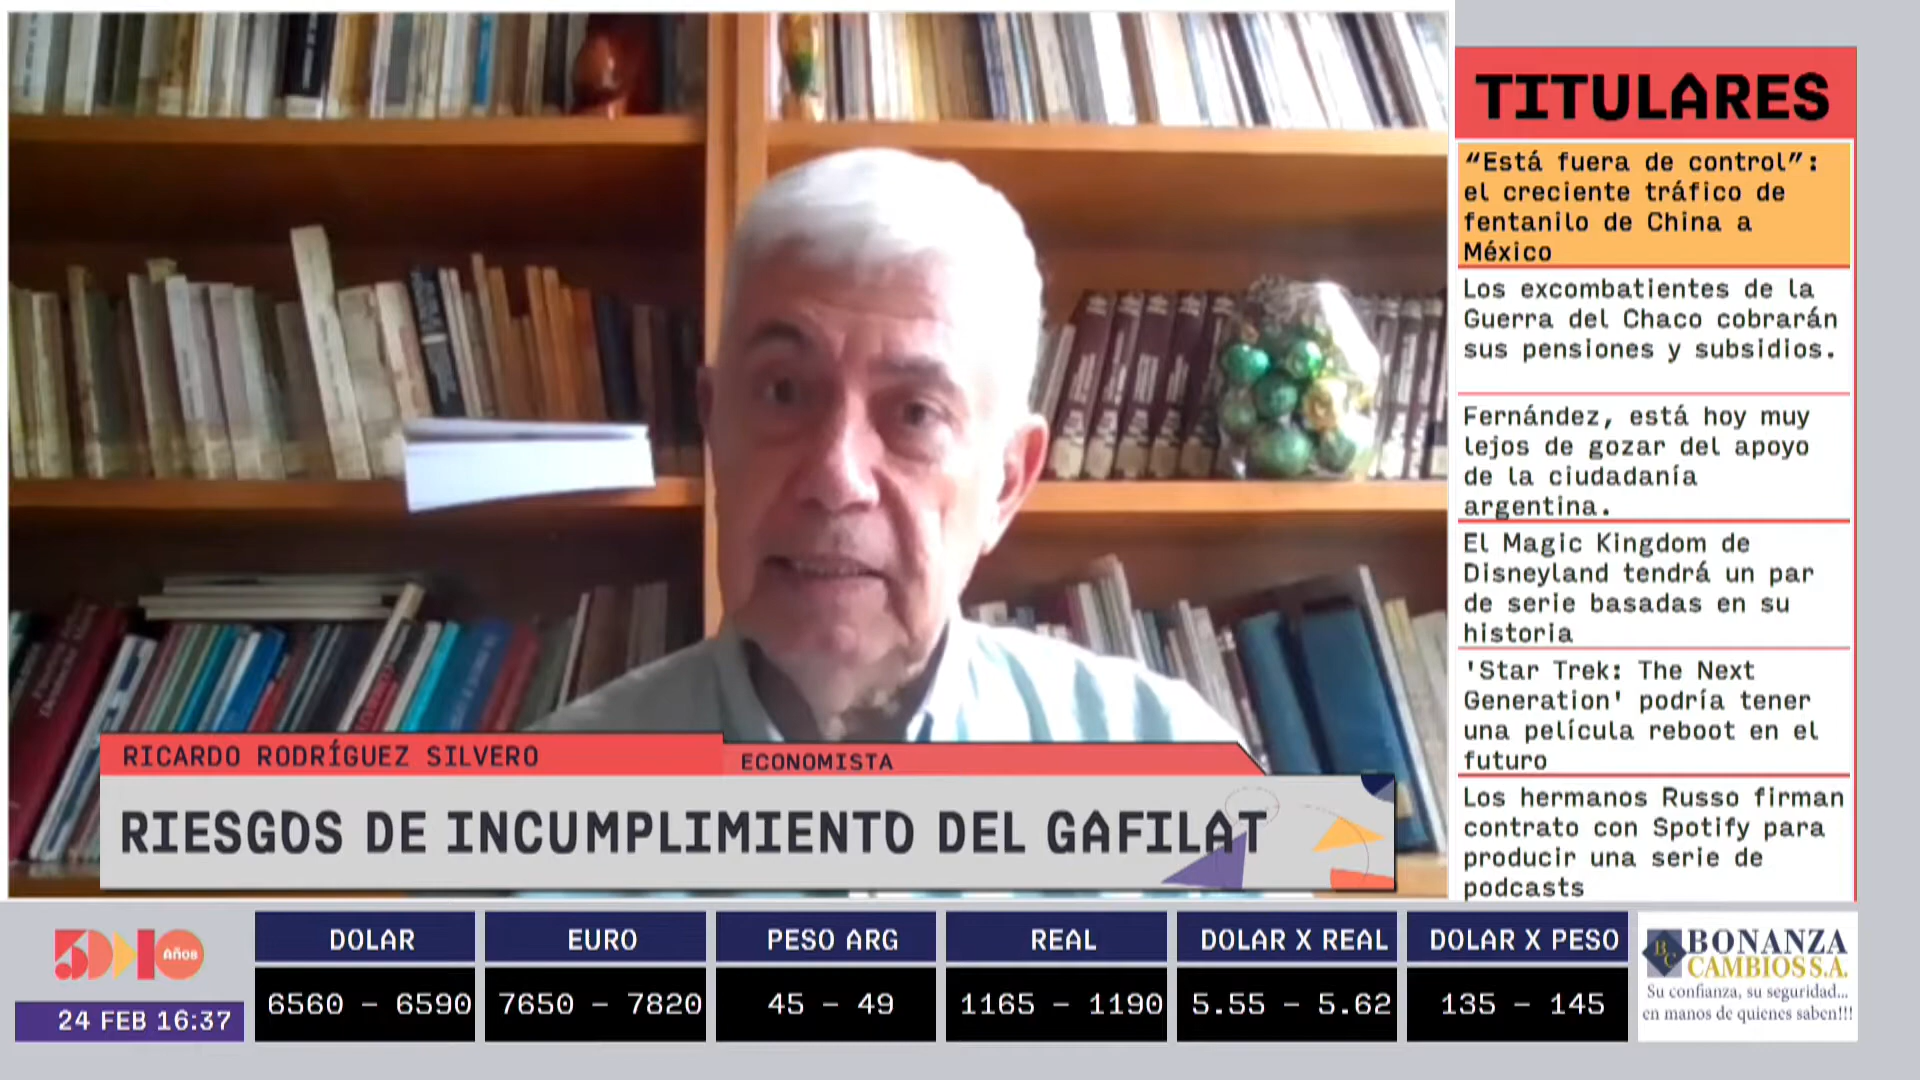 TITULARES
“Está fuera de control”:
el creciente tráfico de
fentanilo de China a
México
Los excombatientes de la
Guerra del Chaco cobrarán
sus pensiones y subsidios.
Fernández, está hoy muy
lejos de gozar del apoyo
de la ciudadanía
argentina.
El Magic Kingdom de
Disneyland tendrá un par
de serie basadas en su
historia
'Star Trek: The Next
Generation' podría tener
una película reboot en el
futuro
Los hermanos Russo firman
contrato con Spotify para
producir una serie de
podcasts
RICARDO RODRÍGUEZ SILVERO
ECONOMISTA
RIESGOS DE INCUMPLIMIENTO DEL GAFILAT
Años
24 FEB 16:37
DOLAR
6560 - 6590
EURO
7650 - 7820
PESO ARG
45 - 49
REAL
1165 - 1190
DOLAR X REAL
5.55 - 5.62
DOLAR X PESO
135 - 145
BC
BONANZA
CAMBIOS S.A.
Su confianza, su seguridad...
en manos de quienes saben!!!